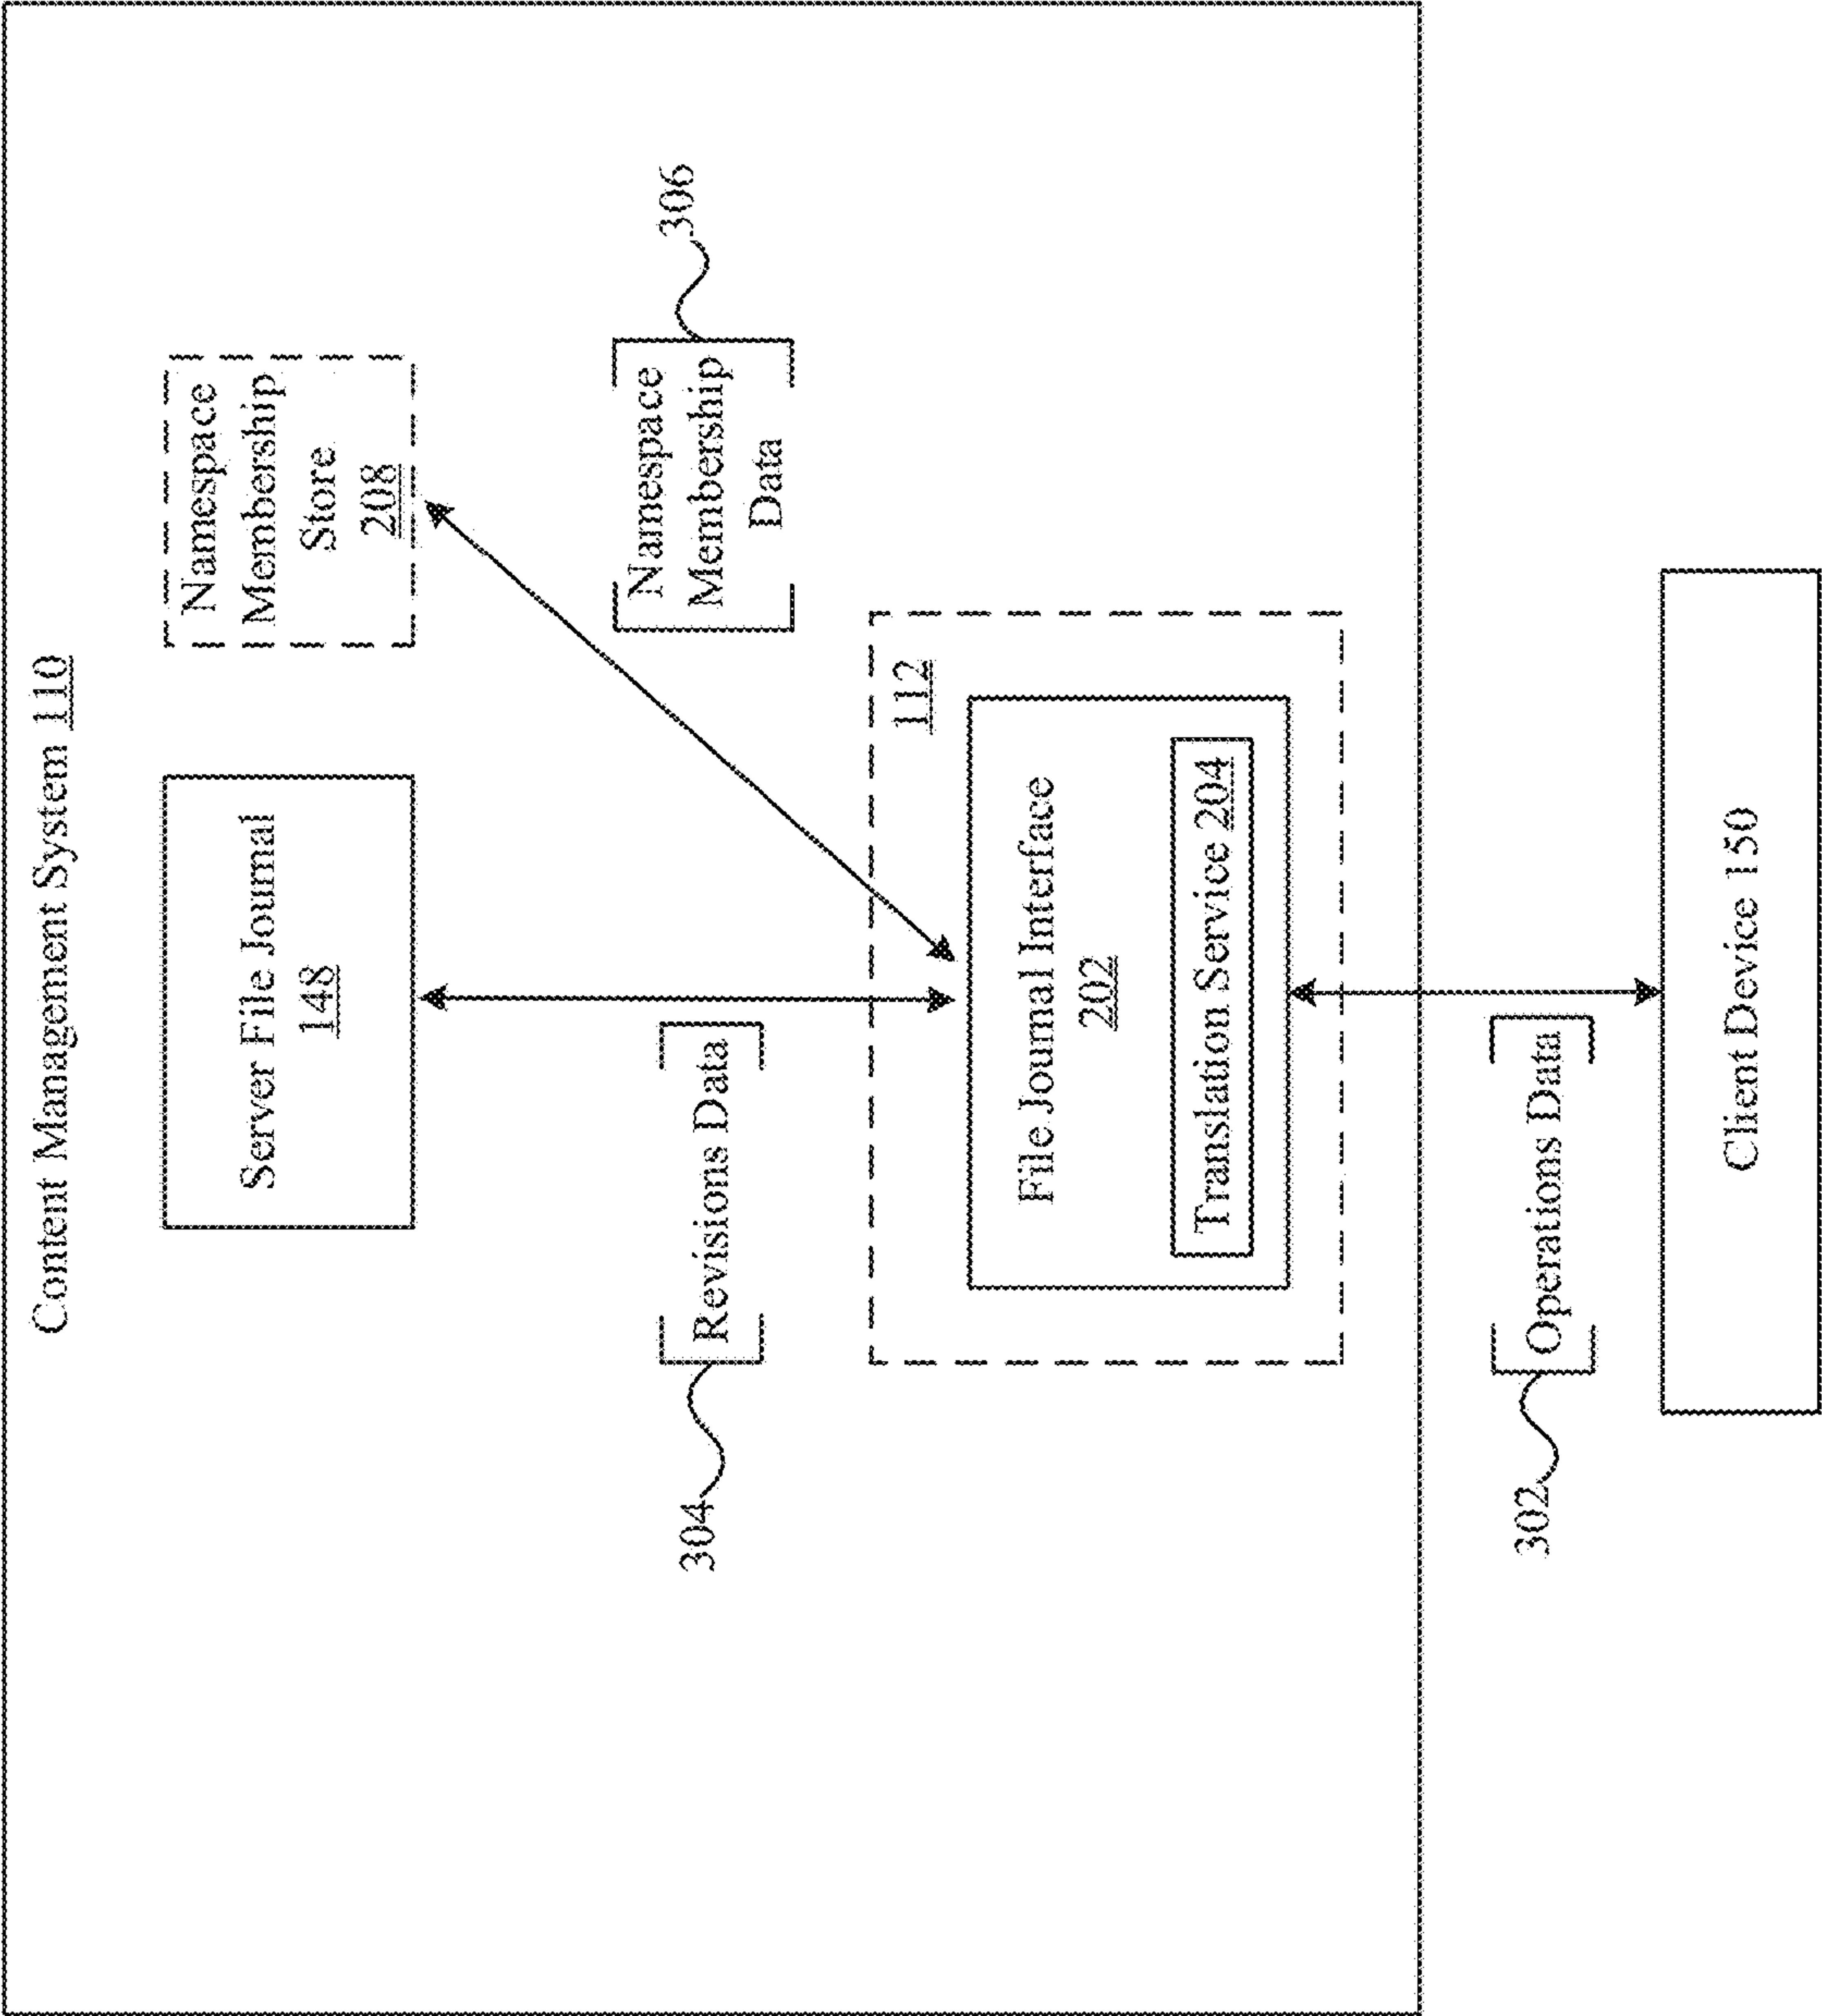 Content Management System 110
Server File Journal
148
Namespace
Membership
Store
208
304
Revisions Data
Namespace
Membership
Data
306
112
File Journal Interface
202
Translation Service 204
302
Operations Data
Client Device 150